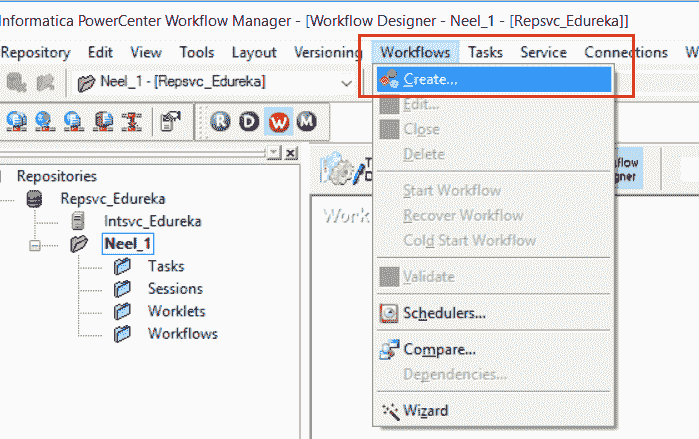 Informatica PowerCenter Workflow Manager - [Workflow Designer - Neel_1 - [Repsvc_Edureka]]
Repository Edit View Tools Layout Versioning Workflows Tasks Service Connections W
Neel_1 - [Repsvc_Edureka]
Create...
Edit...
Close
Delete
Start Workflow
Recover Workflow
Cold Start Workflow
Validate
Schedulers...
Compare...
Dependencies...
Wizard
R D W M
Repositories
Repsvc_Edureka
Intsvc_Edureka
Neel_1
Tasks
Sessions
Worklets
Workflows
Work
flow
gner